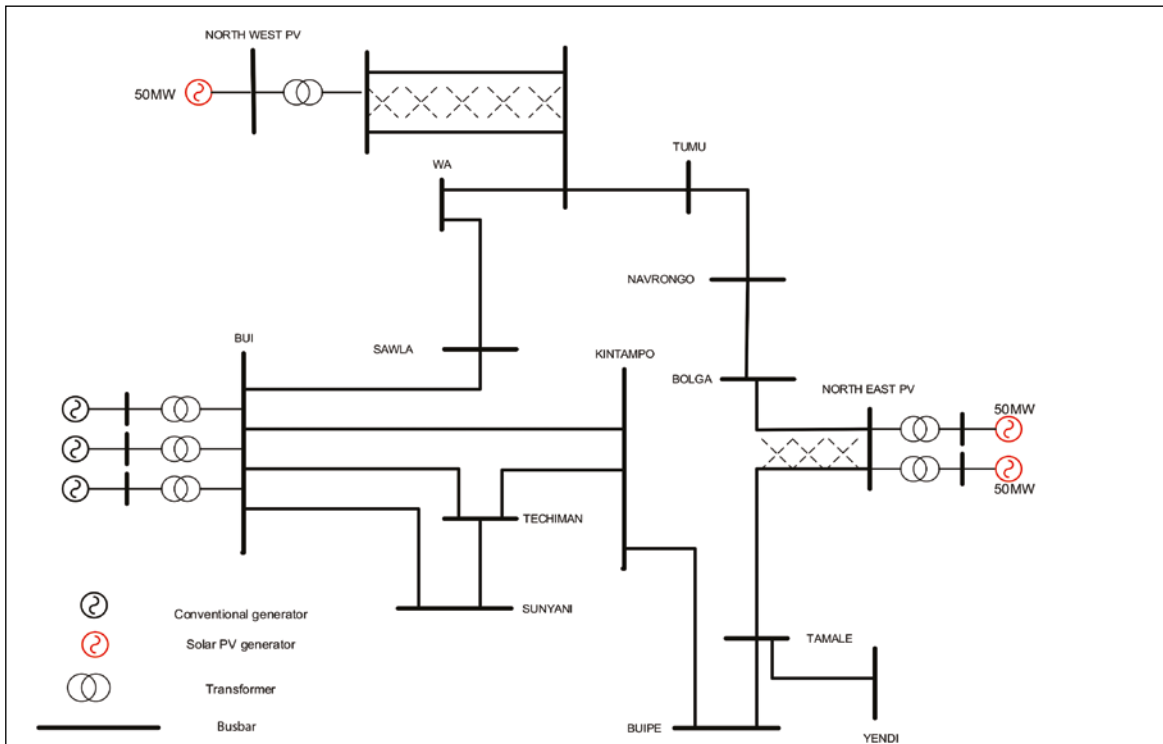 NORTH WEST PV
50MW
WA
TUMU
NAVRONGO
BUI
SAWLA
KINTAMPO
BOLGA
NORTH EAST PV
50MW
50MW
TECHIMAN
SUNYANI
Conventional generator
Solar PV generator
TAMALE
Transformer
Busbar
BUIPE
YENDI